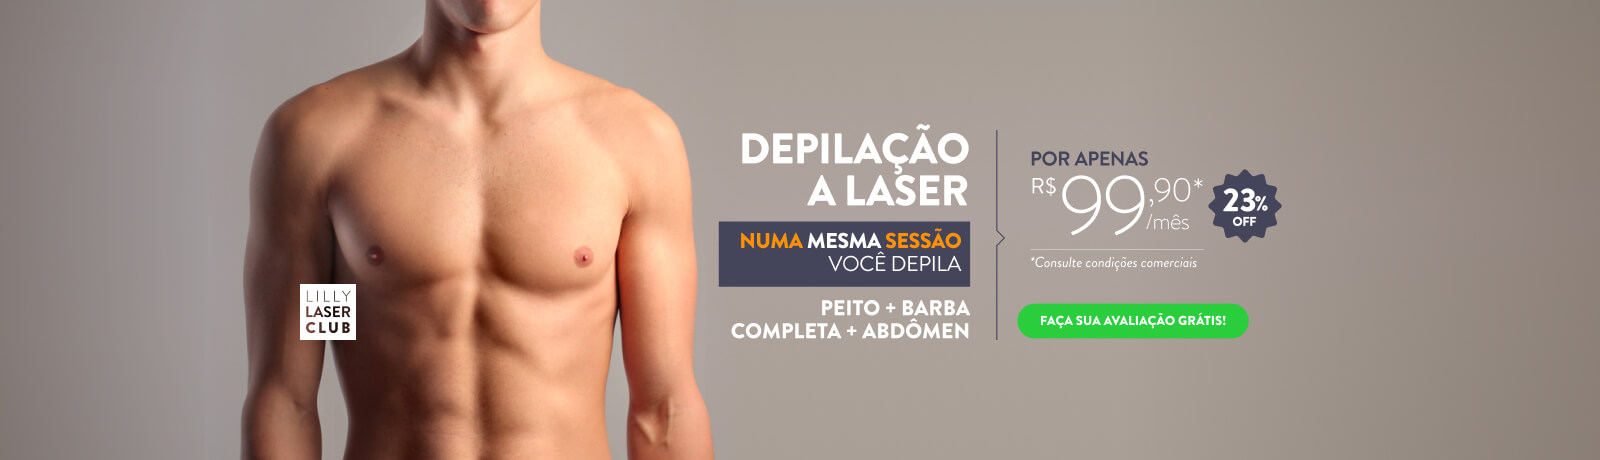 LILLY
LASER
CLUB
DEPILAÇÃO
A LASER
NUMA MESMA SESSÃO
VOCÊ DEPILA
PEITO + BARBA
COMPLETA + ABDÔMEN
POR APENAS
R$ 99,90*
/mês
*Consulte condições comerciais
23%
OFF
FAÇA SUA AVALIAÇÃO GRÁTIS!